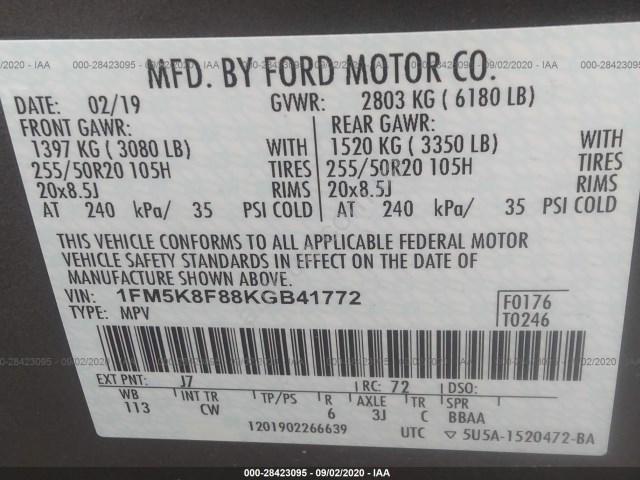 000-28423095 - 09/02/2020 - IAA 000-28423095 - 09/02/2020 - IAA
MFD. BY FORD MOTOR CO.
DATE: 02/19 GVWR: 2803 KG ( 6180 LB)
FRONT GAWR: REAR GAWR:
1397 KG ( 3080 LB) WITH 1520 KG ( 3350 LB) WITH
255/50R20 105H TIRES 255/50R20 105H TIRES
20x8.5J RIMS 20x8.5J RIMS
AT 240 kPa/ 35 PSI COLD AT 240 kPa/ 35 PSI COLD
THIS VEHICLE CONFORMS TO ALL APPLICABLE FEDERAL MOTOR
VEHICLE SAFETY STANDARDS IN EFFECT ON THE DATE OF
MANUFACTURE SHOWN ABOVE.
VIN: 1FM5K8F88KGB41772 F0176
TYPE: MPV T0246
EXT PNT: J7 RC: 72 DSO:
WB INT TR TP/PS R AXLE TR SPR
113 CW 6 3J C BBAA
1201902266639 UTC ▽ 5U5A-1520472-BA
000-28423095 - 09/02/2020 - IAA